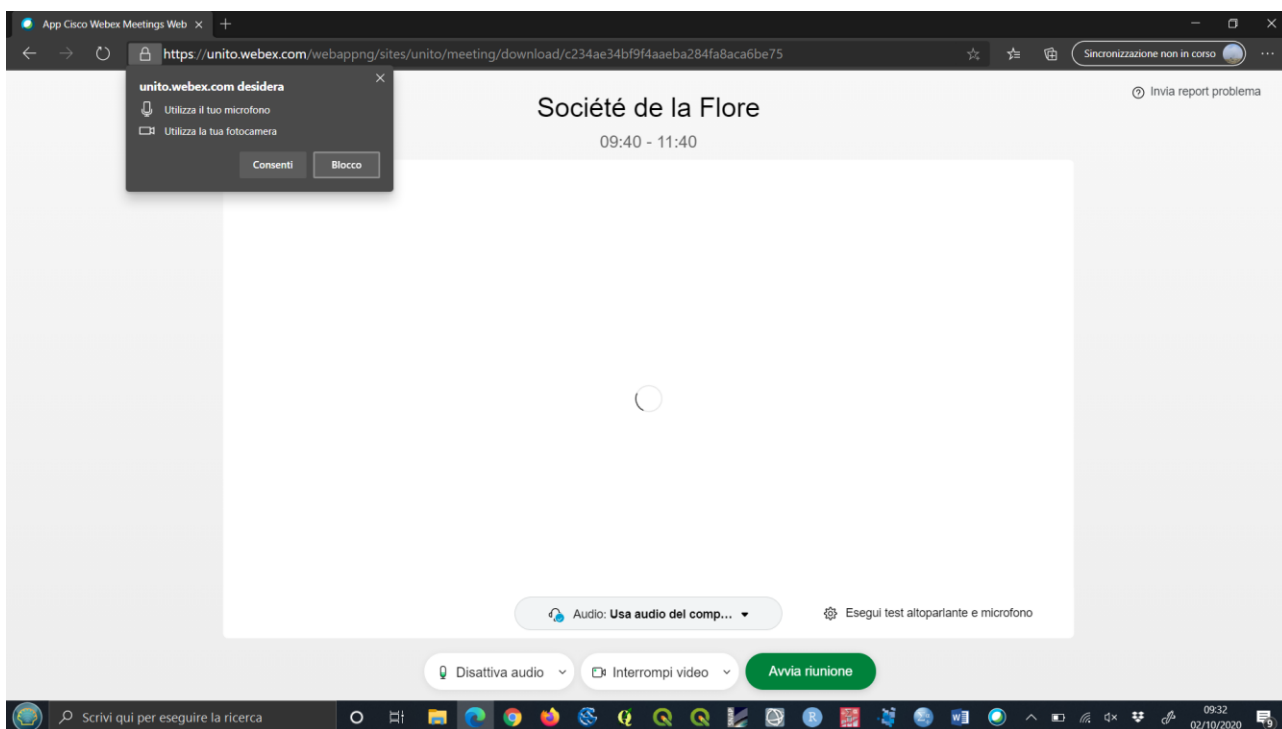 App Cisco Webex Meetings Web
https://unito.webex.com/webappng/sites/unito/meeting/download/c234ae34bf9f4aaeba284fa8aca6be75
Sincronizzazione non in corso
unito.webex.com desidera
Utilizza il tuo microfono
Utilizza la tua fotocamera
Consenti
Blocco
Invia report problema
Société de la Flore
09:40 - 11:40
Audio: Usa audio del comp...
Esegui test altoparlante e microfono
Disattiva audio
Interrompi video
Avvia riunione
Scrivi qui per eseguire la ricerca
R
09:32
02/10/2020
9